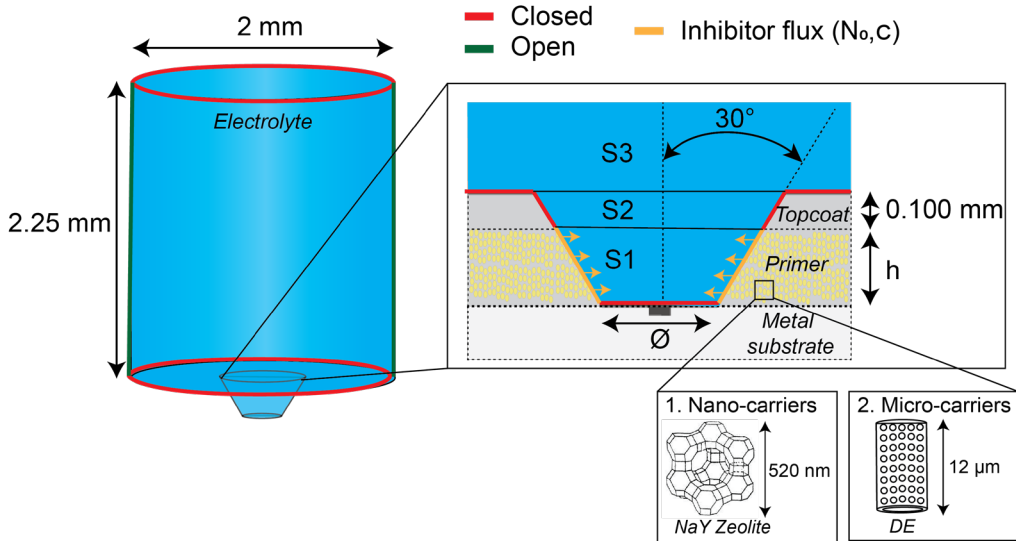 Closed
Open
Inhibitor flux (N₀,c)
2 mm
Electrolyte
2.25 mm
30°
S3
S2
Topcoat
0.100 mm
S1
Primer
h
Metal
substrate
Ø
1. Nano-carriers
520 nm
NaY Zeolite
2. Micro-carriers
12 µm
DE